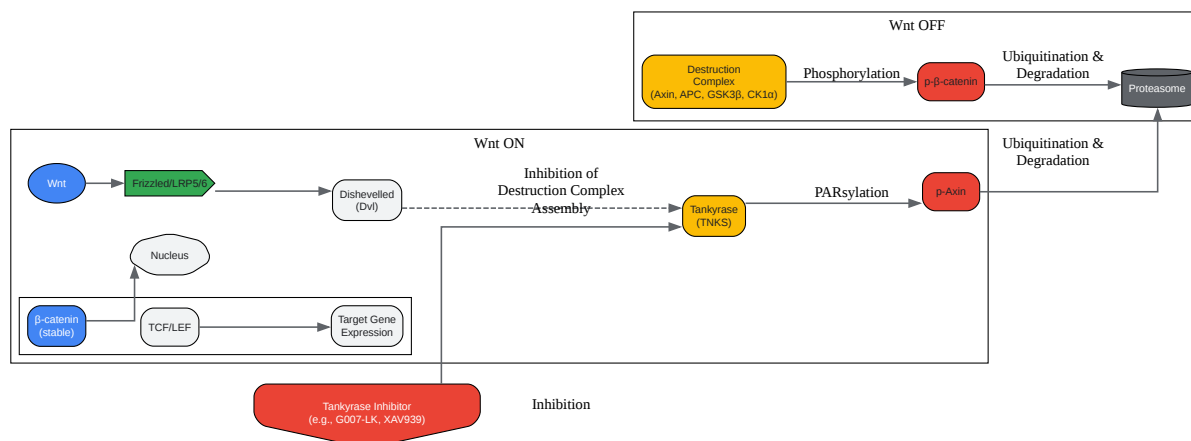 Wnt OFF
Destruction
Complex
(Axin, APC, GSK3β, CK1α)
Phosphorylation
p-β-catenin
Ubiquitination &
Degradation
Proteasome
Wnt ON
Ubiquitination &
Degradation
Wnt
Frizzled/LRP5/6
Dishevelled
(Dvl)
Inhibition of
Destruction Complex
Assembly
Tankyrase
(TNKS)
PARsylation
p-Axin
Nucleus
β-catenin
(stable)
TCF/LEF
Target Gene
Expression
Tankyrase Inhibitor
(e.g., G007-LK, XAV939)
Inhibition